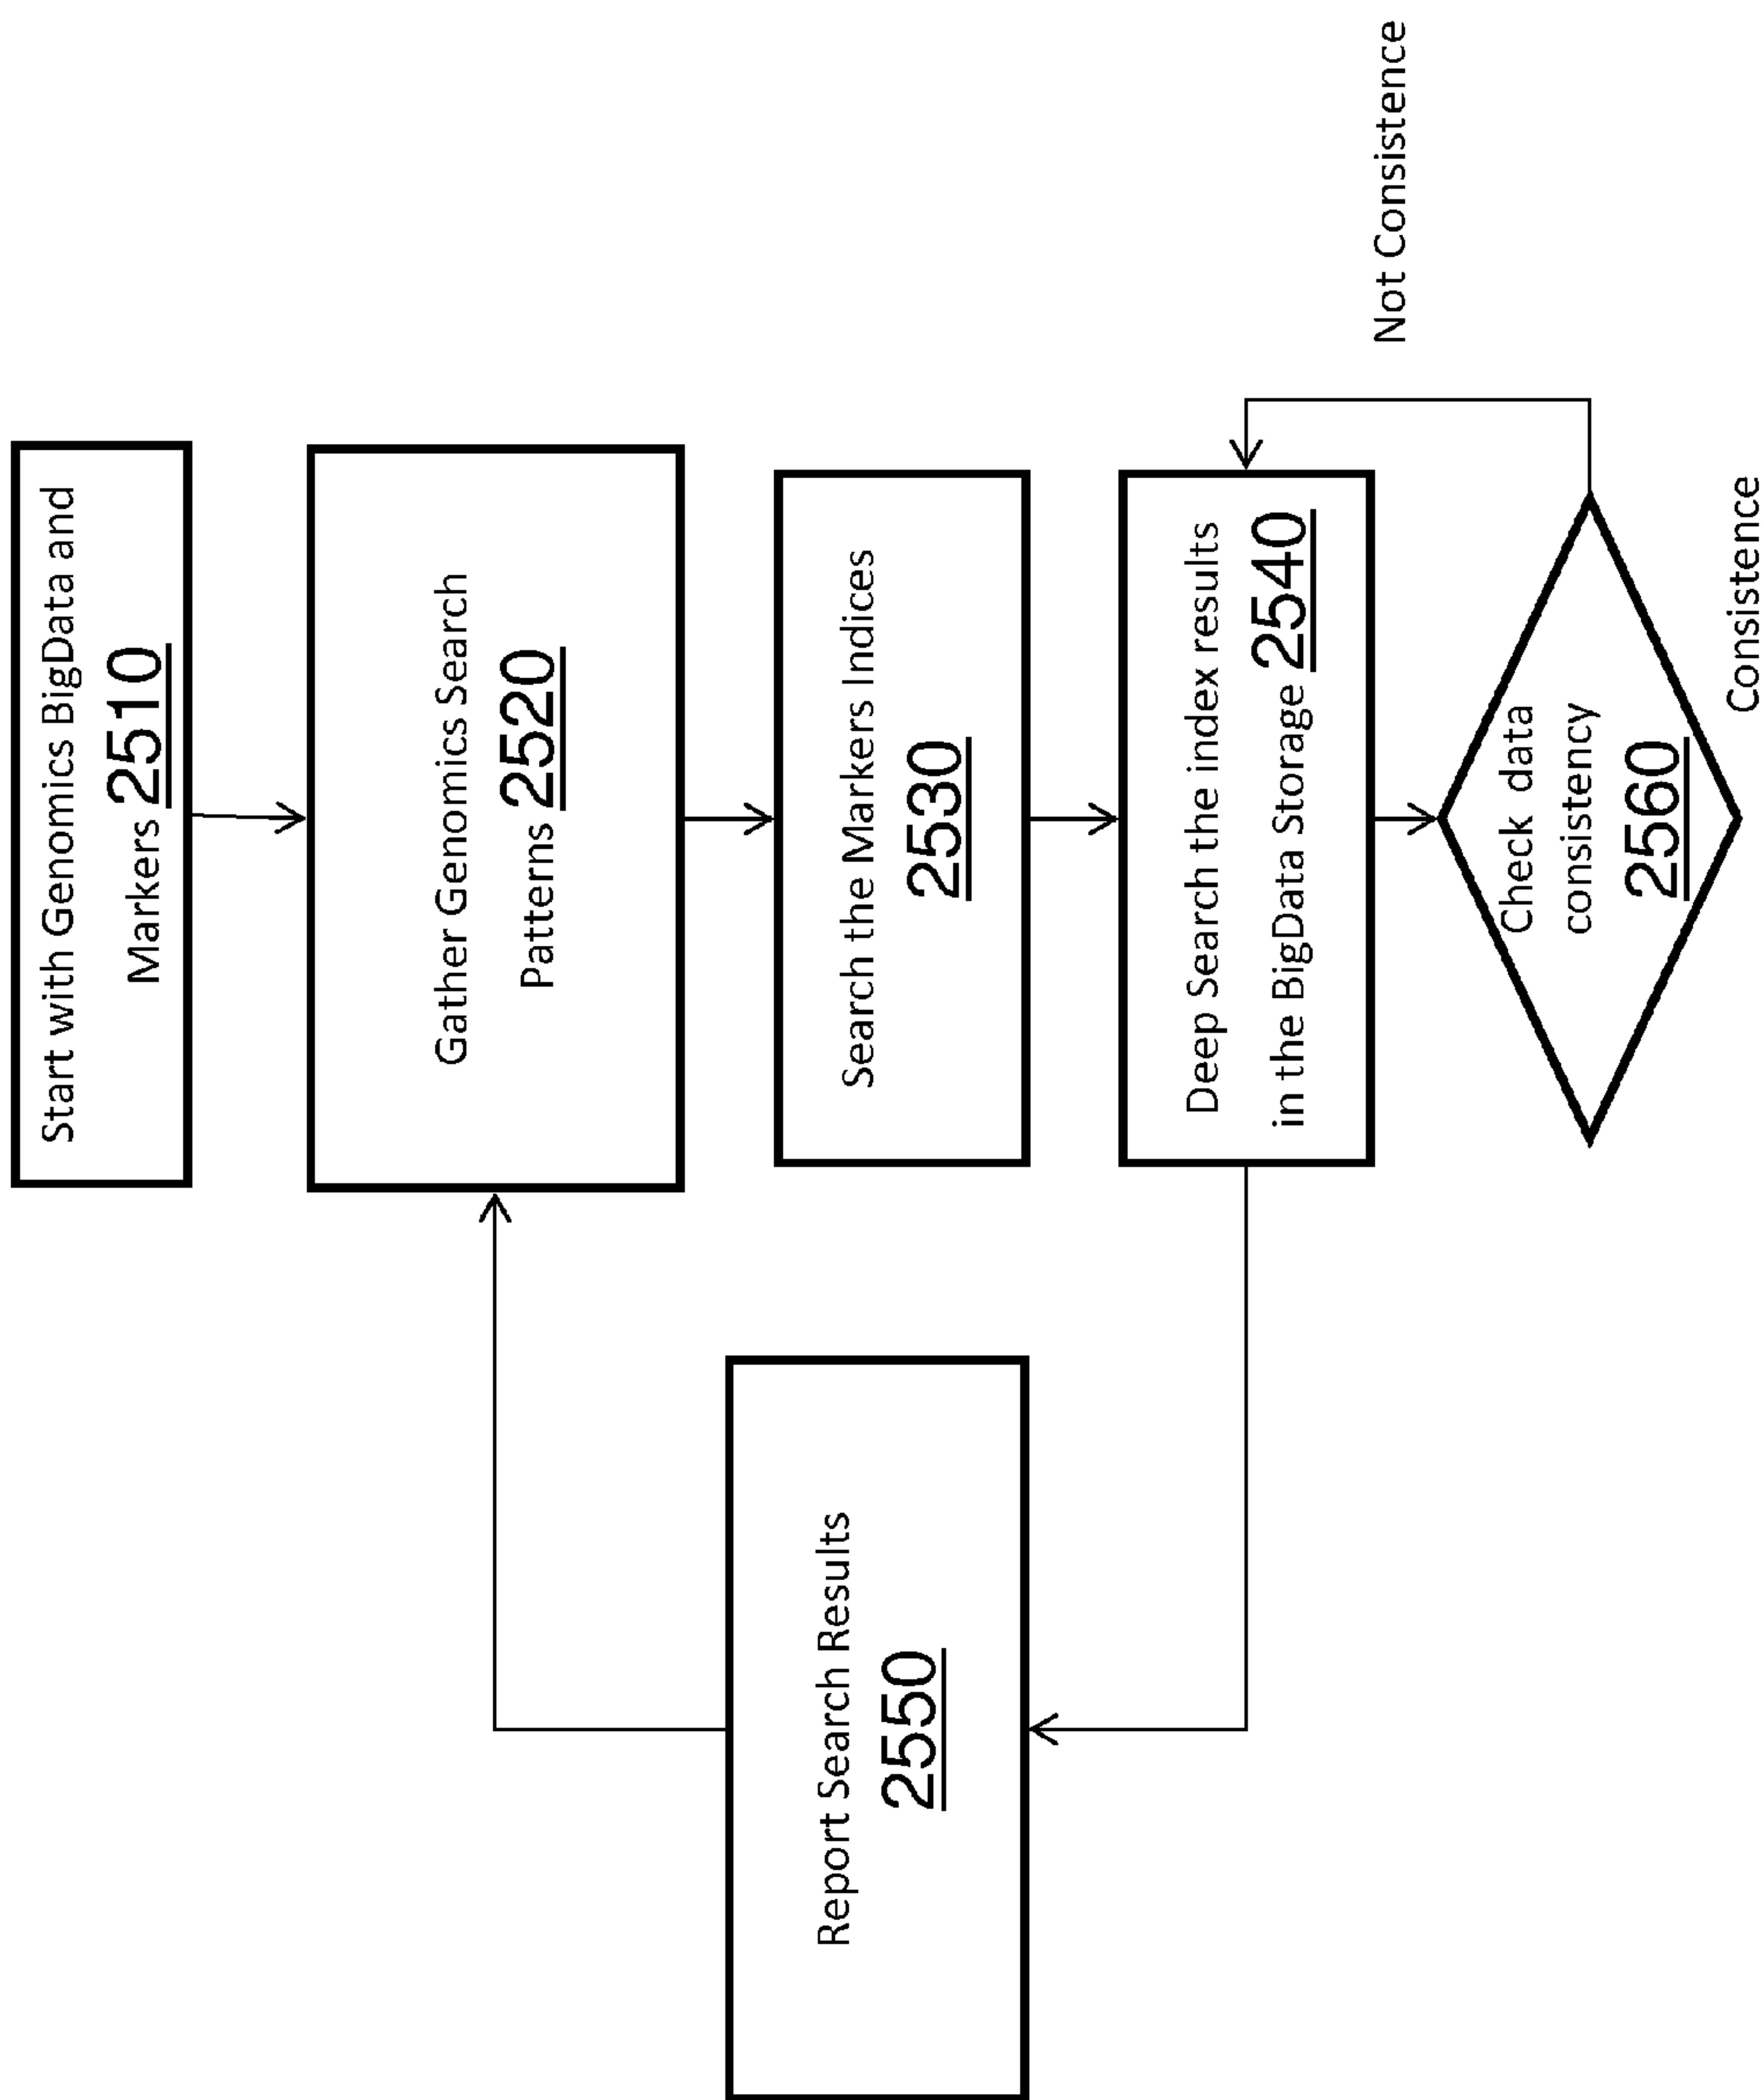 Start with Genomics BigData and
Markers 2510
Gather Genomics Search
Patterns 2520
Search the Markers Indices
2530
Deep Search the index results
in the BigData Storage 2540
Not Consistence
Check data
consistency
2560
Consistence
Report Search Results
2550